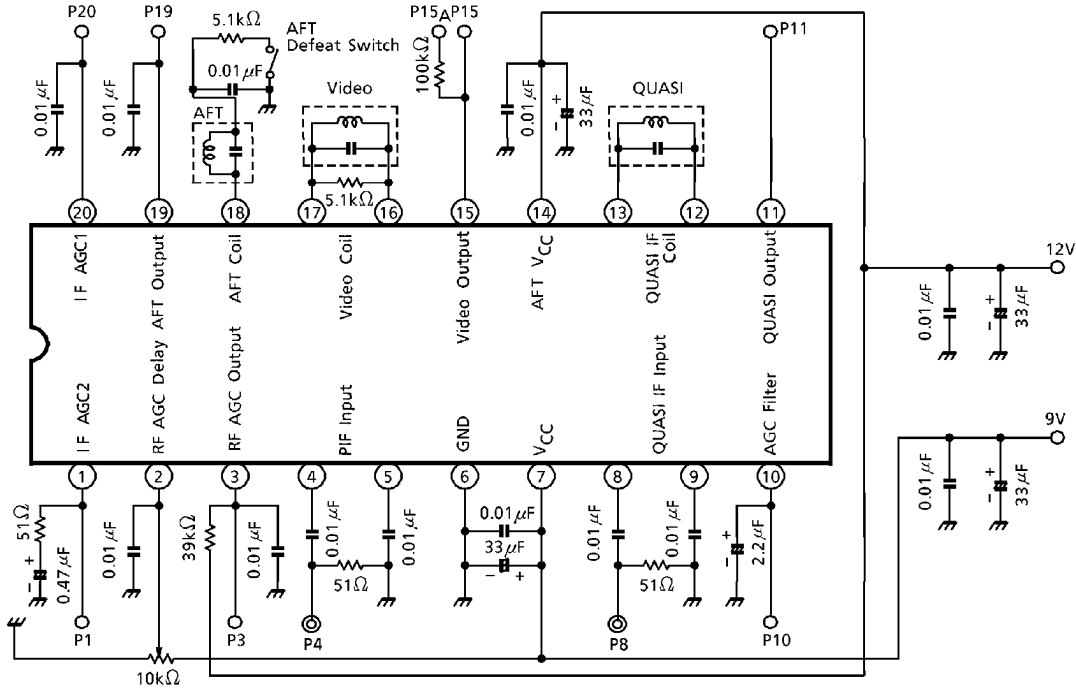 P20
P19
5.1kΩ
AFT
Defeat Switch
P15A
P15
P11
0.01μF
0.01μF
0.01μF
AFT
Video
100kΩ
0.01μF
33μF
+
-
QUASI
5.1kΩ
20
19
18
17
16
15
14
13
12
11
IF AGC1
AFT Output
AFT Coil
Video Coil
Video Output
AFT VCC
QUASI IF Coil
QUASI Output
12V
0.01μF
+
-
33μF
IF AGC2
RF AGC Delay
RF AGC Output
PIF Input
GND
VCC
QUASI IF Input
AGC Filter
9V
0.01μF
+
-
33μF
1
2
3
4
5
6
7
8
9
10
51Ω
+
-
0.47μF
0.01μF
39kΩ
0.01μF
0.01μF
51Ω
0.01μF
0.01μF
33μF
-
+
0.01μF
51Ω
0.01μF
+
-
2.2μF
P1
P3
P4
P8
P10
10kΩ